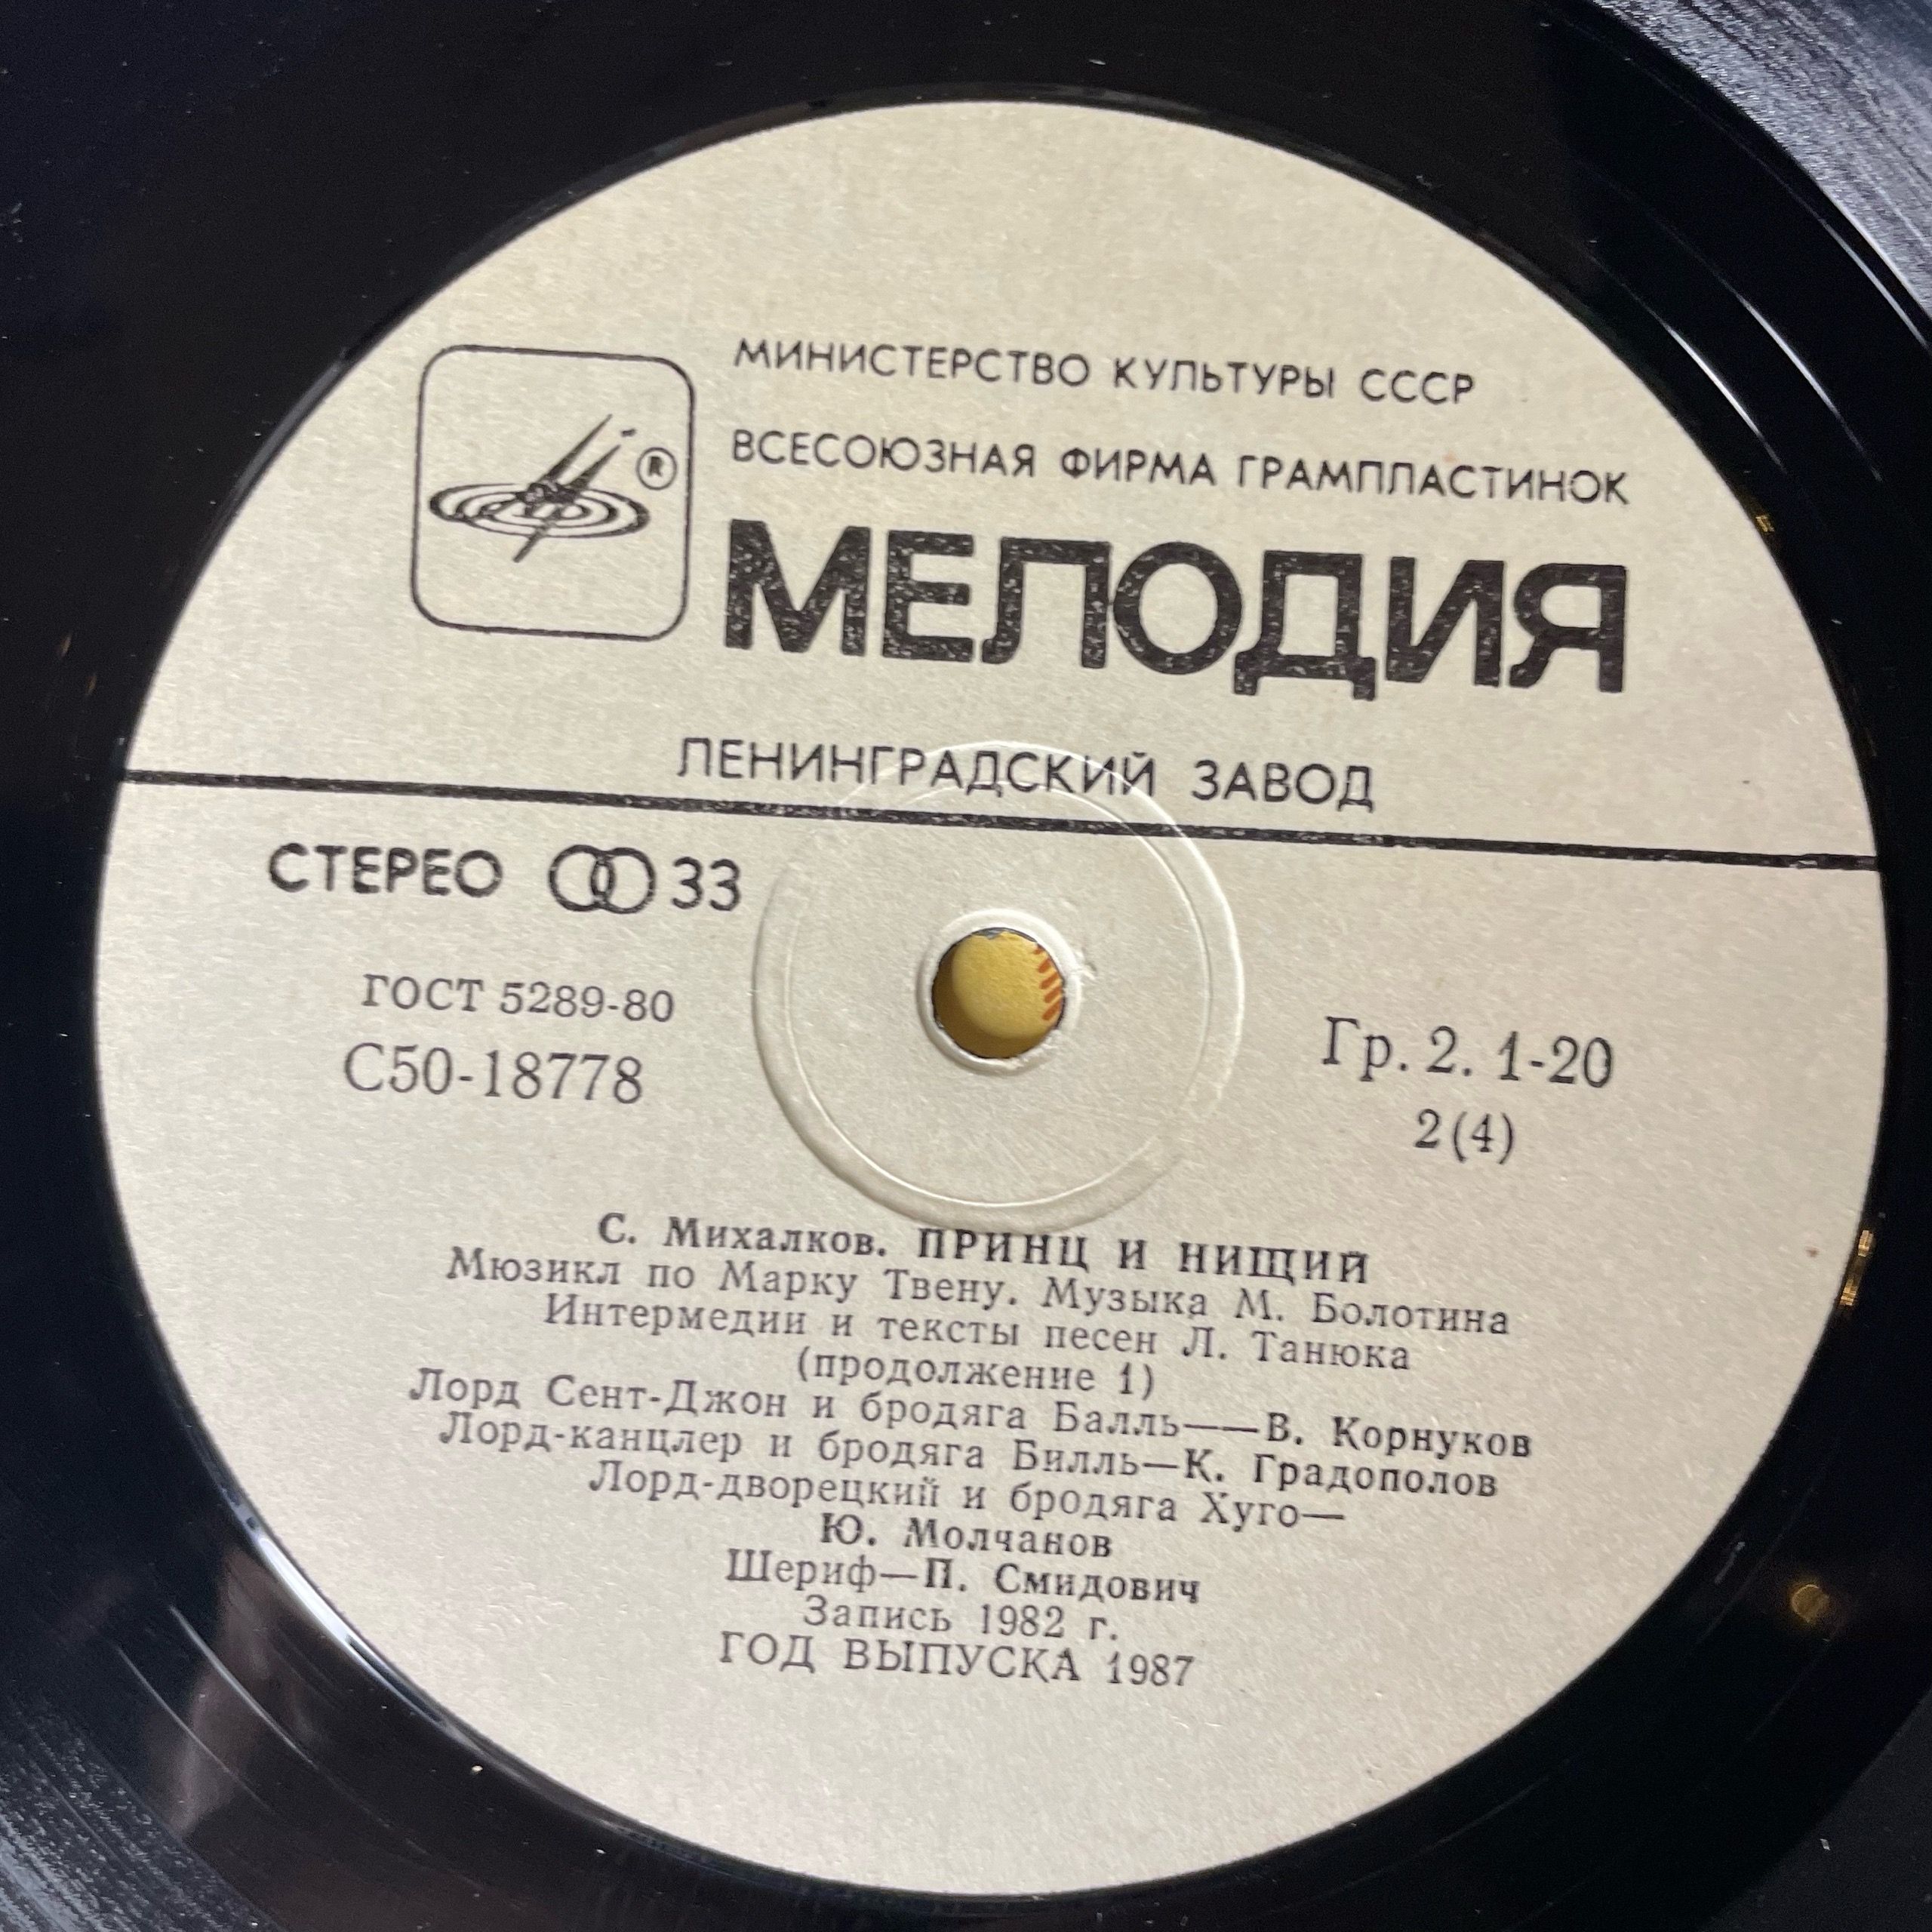 МИНИСТЕРСТВО КУЛЬТУРЫ СССР
ВСЕСОЮЗНАЯ ФИРМА ГРАМПЛАСТИНОК
®
МЕЛОДИЯ
ЛЕНИНГРАДСКИЙ ЗАВОД
СТЕРЕО 33
ГОСТ 5289-80
С50-18778
Гр. 2. 1-20
2(4)
С. Михалков. ПРИНЦ И НИЩИЙ
Мюзикл по Марку Твену. Музыка М. Болотина
Интермедии и тексты песен Л. Танюка
(продолжение 1)
Лорд Сент-Джон и бродяга Балль——В. Корнуков
Лорд-канцлер и бродяга Билль—К. Градополов
Лорд-дворецкий и бродяга Хуго—
Ю. Молчанов
Шериф—П. Смидович
Запись 1982 г.
ГОД ВЫПУСКА 1987